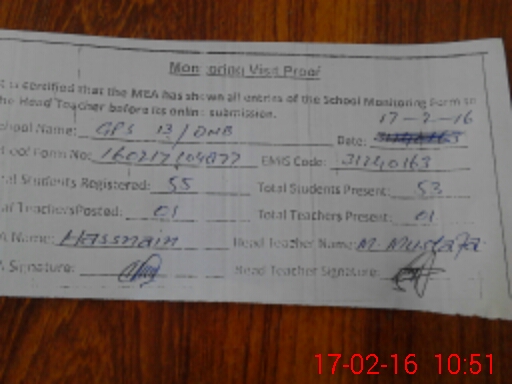 Monitoring Visit Proof
is certified that the MEA has shown all entries of the School Monitoring Form to
the Head Teacher before its online submission.
17-2-16
School Name: GPS 13/DNB Date:
ool Form No: 160217104877 EMIS Code: 31240163
al Students Registered: 55 Total Students Present: 53
al Teachers Posted: 01 Total Teachers Present: 01
A Name: Hassnain Head Teacher Name: M. Mustafa
A Signature: Head Teacher Signature:
17-02-16 10:51